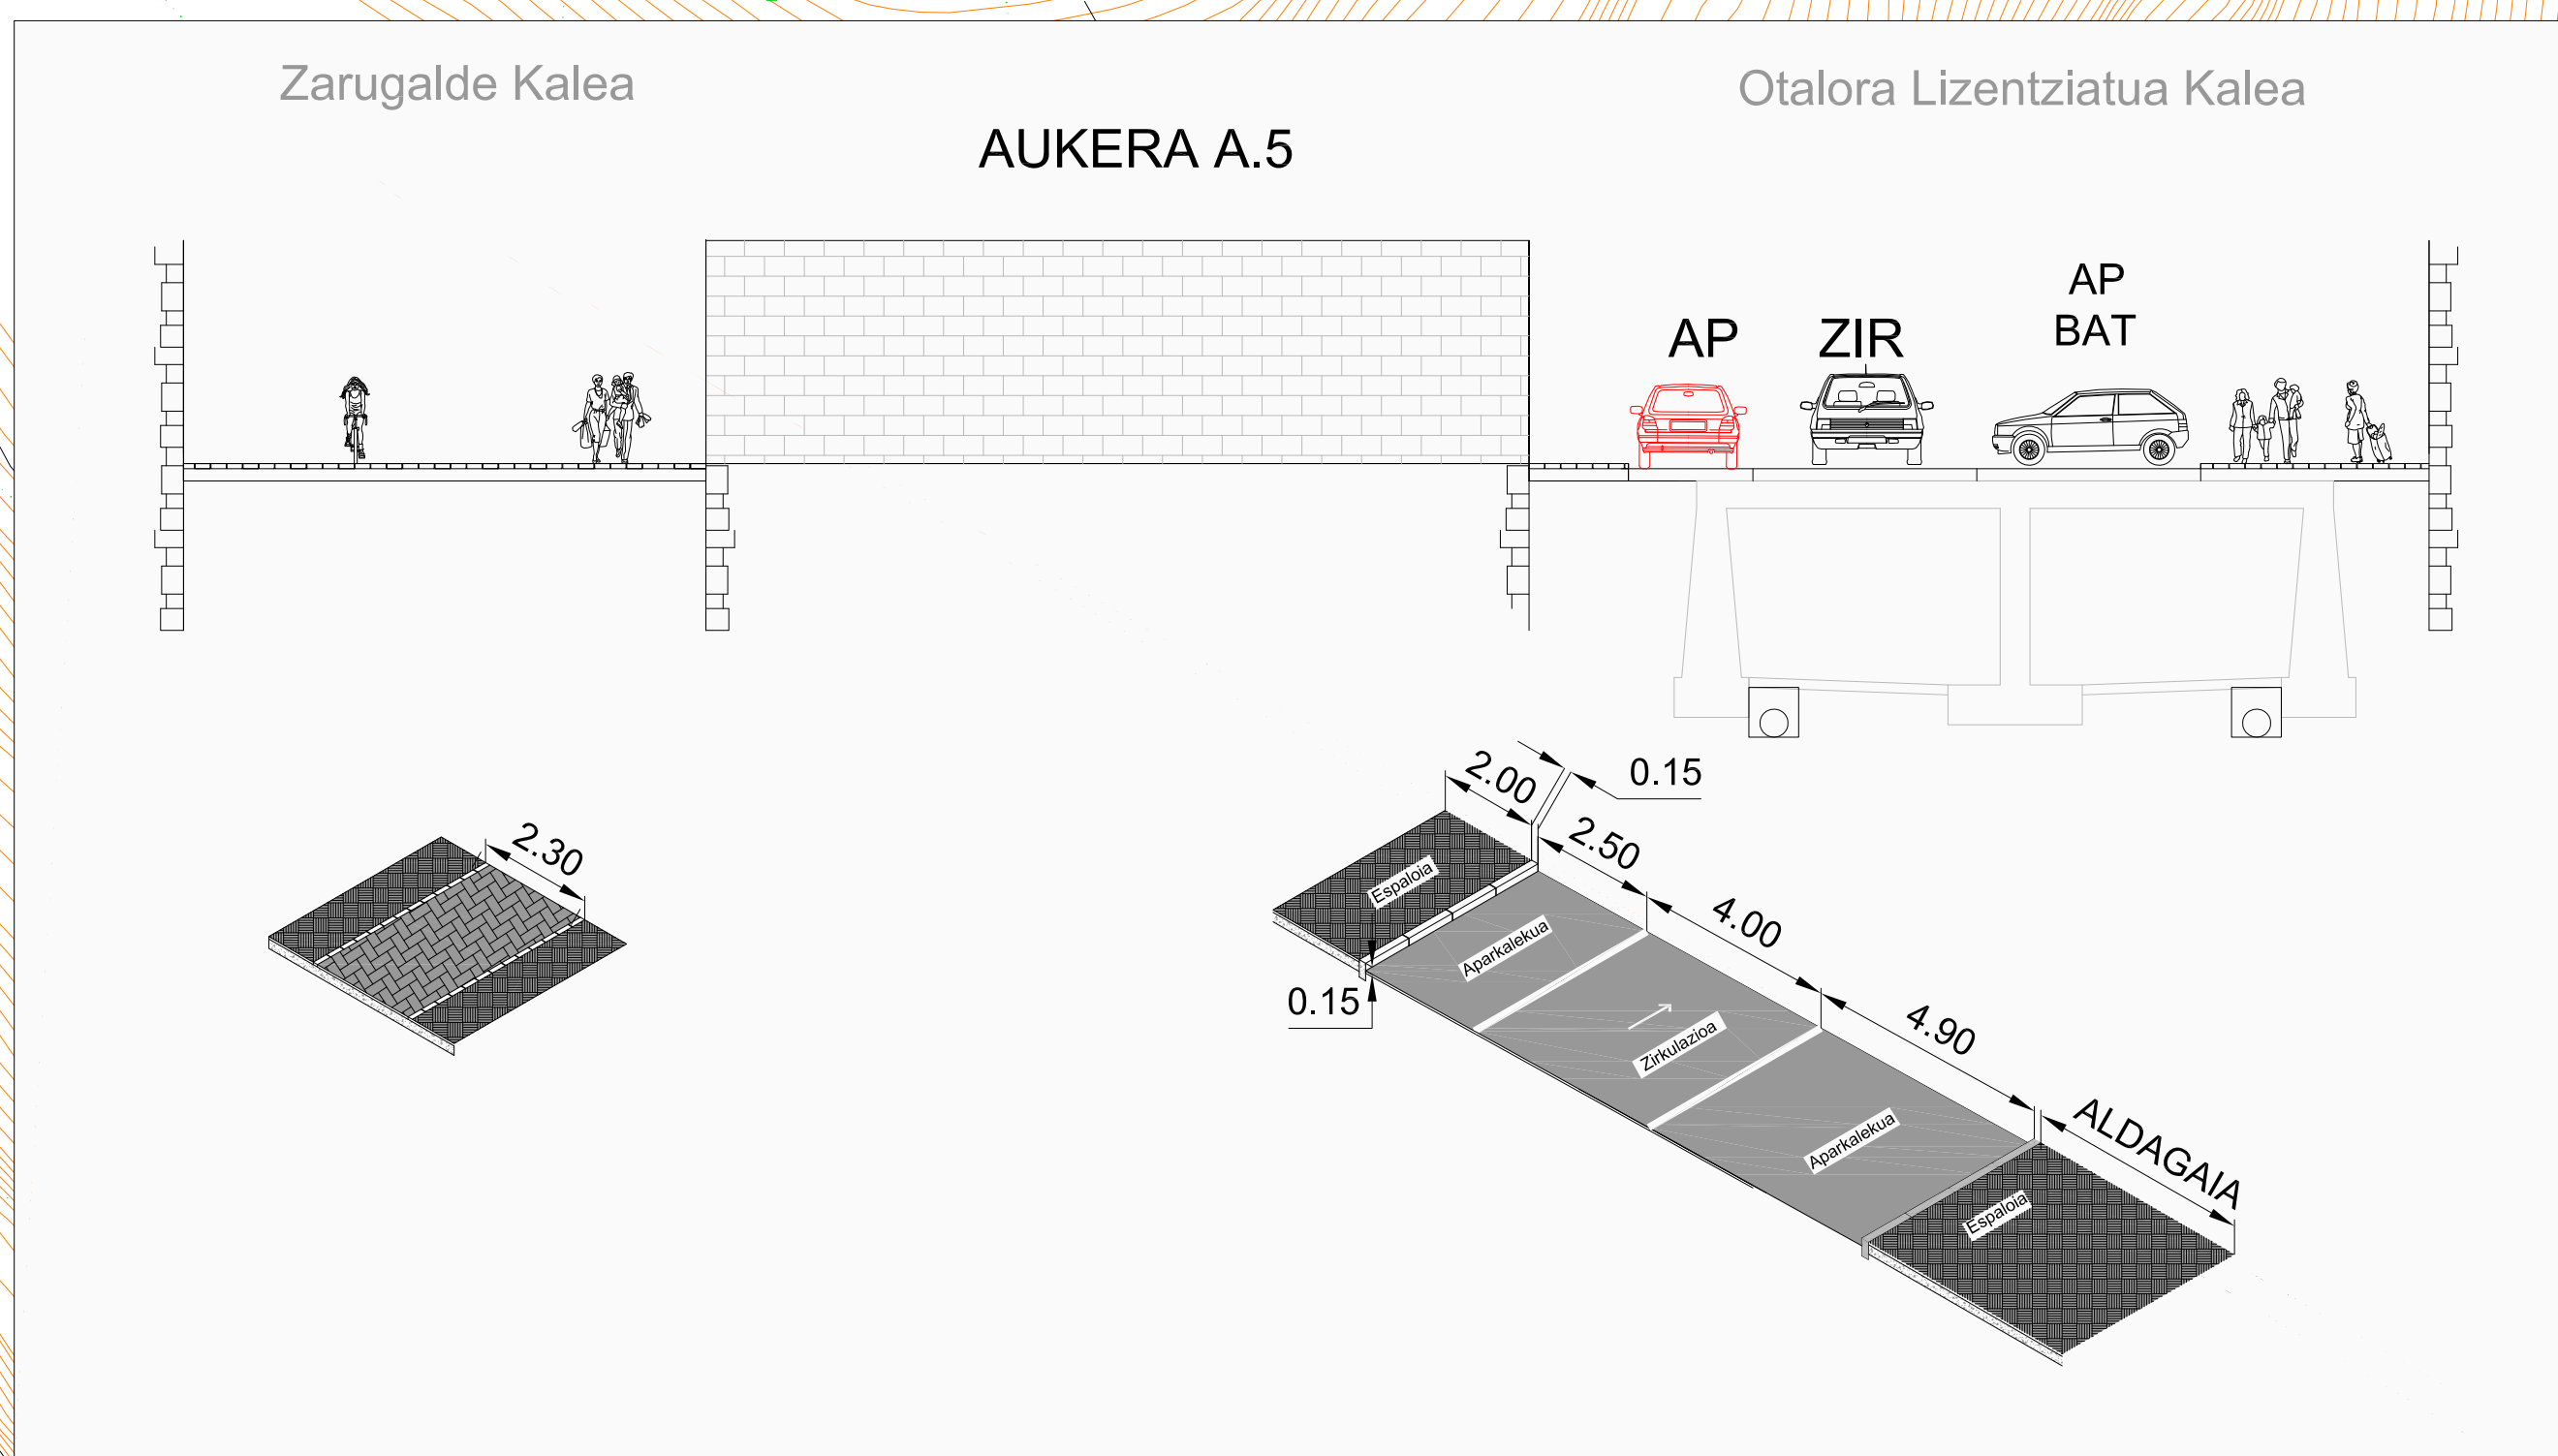 Zarugalde Kalea
Otalora Lizentziatua Kalea
AUKERA A.5
AP
ZIR
AP
BAT
2.30
2.00
0.15
2.50
4.00
4.90
ALDAGAIA
0.15
Espaloia
Aparkalekua
Zirkulazioa
Aparkalekua
Espaloia